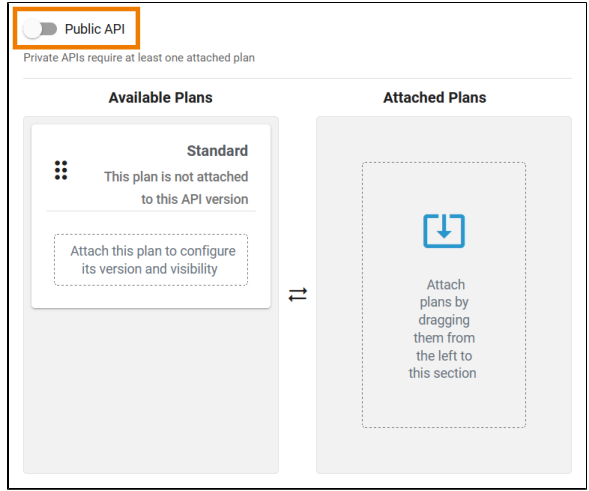 Public API
Private APIs require at least one attached plan
Available Plans
Attached Plans
Standard
This plan is not attached
to this API version
Attach this plan to configure
its version and visibility
Attach
plans by
dragging
them from
the left to
this section